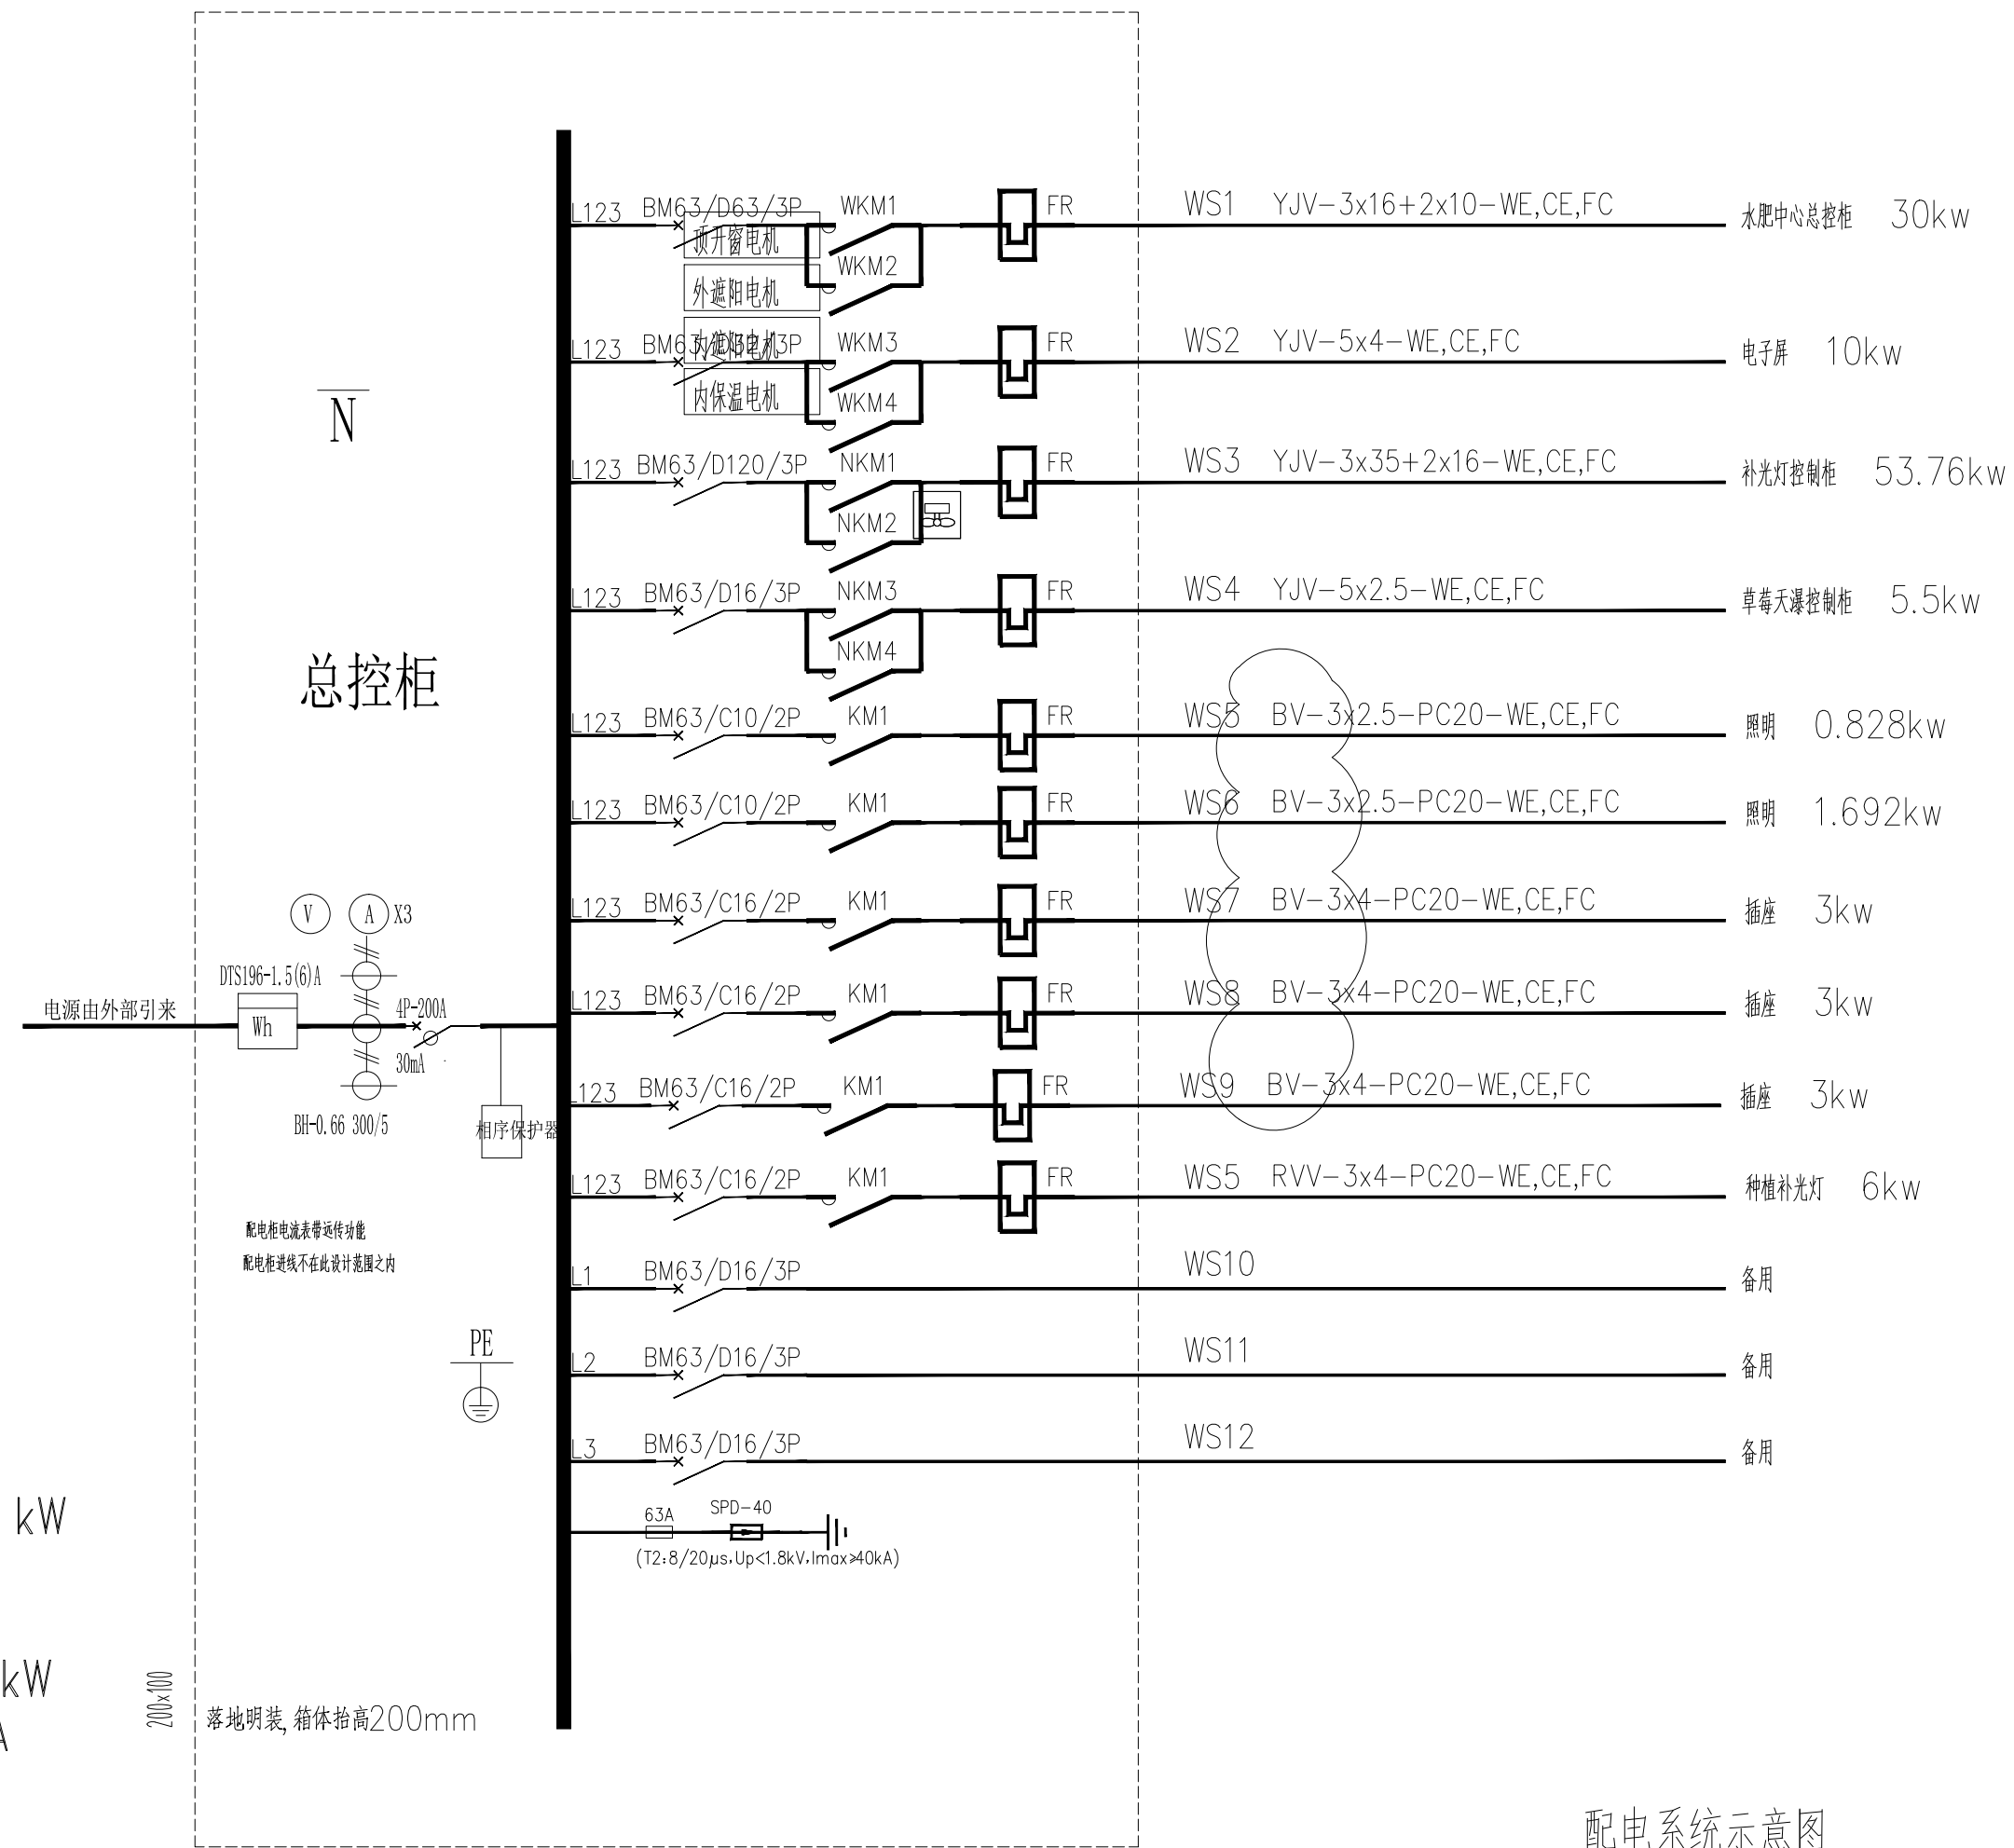 L123 BM63/D63/3P WKM1 FR WS1 YJV-3x16+2x10-WE,CE,FC 水肥中心总控柜 30kw
顶开窗电机
WKM2
外遮阳电机
L123 BM63/D32/3P WKM3 FR WS2 YJV-5x4-WE,CE,FC 电子屏 10kw
内遮阳电机
内保温电机
WKM4
N
L123 BM63/D120/3P NKM1 FR WS3 YJV-3x35+2x16-WE,CE,FC 补光灯控制柜 53.76kw
NKM2
L123 BM63/D16/3P NKM3 FR WS4 YJV-5x2.5-WE,CE,FC 草莓天瀑控制柜 5.5kw
NKM4
总控柜
L123 BM63/C10/2P KM1 FR WS5 BV-3x2.5-PC20-WE,CE,FC 照明 0.828kw
L123 BM63/C10/2P KM1 FR WS6 BV-3x2.5-PC20-WE,CE,FC 照明 1.692kw
L123 BM63/C16/2P KM1 FR WS7 BV-3x4-PC20-WE,CE,FC 插座 3kw
V A X3
DTS196-1.5(6)A
L123 BM63/C16/2P KM1 FR WS8 BV-3x4-PC20-WE,CE,FC 插座 3kw
电源由外部引来
Wh
4P-200A
30mA
L123 BM63/C16/2P KM1 FR WS9 BV-3x4-PC20-WE,CE,FC 插座 3kw
BH-0.66 300/5
相序保护器
L123 BM63/C16/2P KM1 FR WS5 RVV-3x4-PC20-WE,CE,FC 种植补光灯 6kw
配电柜电流表带远传功能
配电柜进线不在此设计范围之内
L1 BM63/D16/3P WS10 备用
PE
L2 BM63/D16/3P WS11 备用
L3 BM63/D16/3P WS12 备用
kW
63A SPD-40
(T2:8/20μs,Up<1.8kV,Imax≥40kA)
kW
A
200x100
落地明装,箱体抬高200mm
配电系统示意图